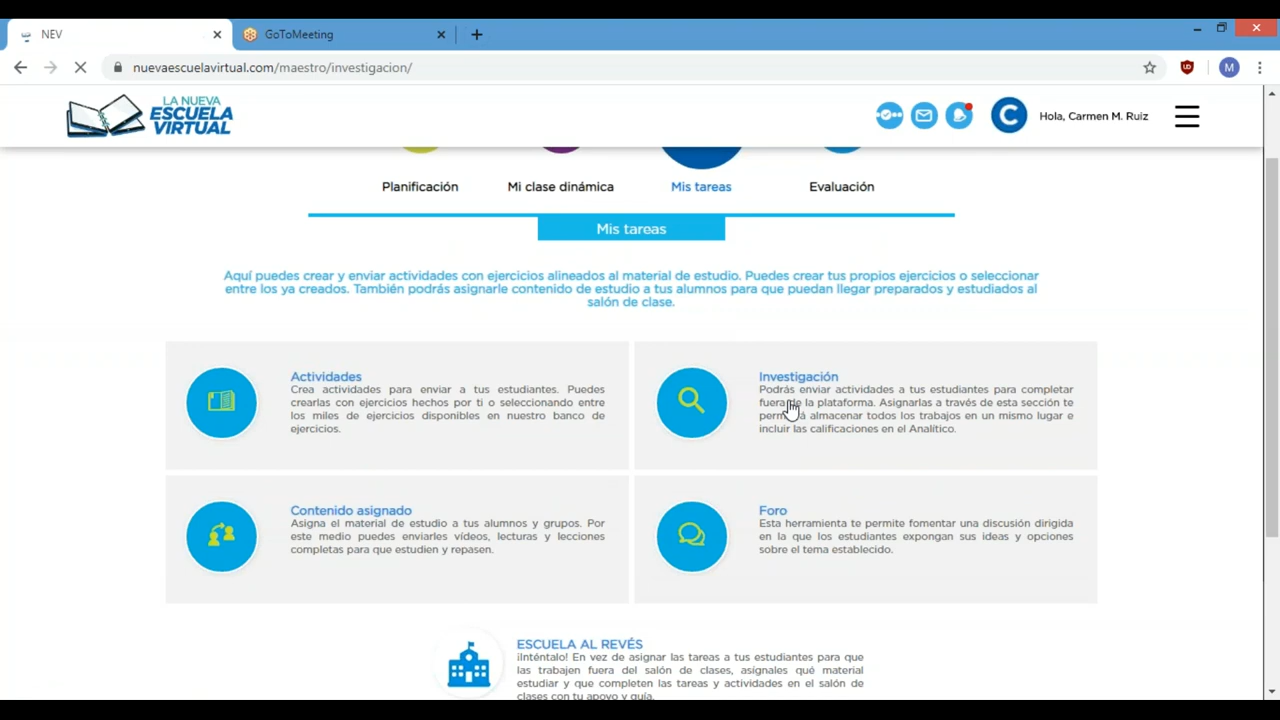 NEV
GoToMeeting
nuevaescuelavirtual.com/maestro/investigacion/
M
LA NUEVA
ESCUELA
VIRTUAL
C
Hola, Carmen M. Ruiz
Planificación
Mi clase dinámica
Mis tareas
Evaluación
Mis tareas
Aquí puedes crear y enviar actividades con ejercicios alineados al material de estudio. Puedes crear tus propios ejercicios o seleccionar
entre los ya creados. También podrás asignarle contenido de estudio a tus alumnos para que puedan llegar preparados y estudiados al
salón de clase.
Actividades
Crea actividades para enviar a tus estudiantes. Puedes
crearlas con ejercicios hechos por ti o seleccionando entre
los miles de ejercicios disponibles en nuestro banco de
ejercicios.
Investigación
Podrás enviar actividades a tus estudiantes para completar
fuera de la plataforma. Asignarlas a través de esta sección te
permitirá almacenar todos los trabajos en un mismo lugar e
incluir las calificaciones en el Analítico.
Contenido asignado
Asigna el material de estudio a tus alumnos y grupos. Por
este medio puedes enviarles vídeos, lecturas y lecciones
completas para que estudien y repasen.
Foro
Esta herramienta te permite fomentar una discusión dirigida
en la que los estudiantes expongan sus ideas y opciones
sobre el tema establecido.
ESCUELA AL REVÉS
¡Inténtalo! En vez de asignar las tareas a tus estudiantes para que
las trabajen fuera del salón de clases, asígnales qué material
estudiar y que completen las tareas y actividades en el salón de
clases con tu apoyo y guía.